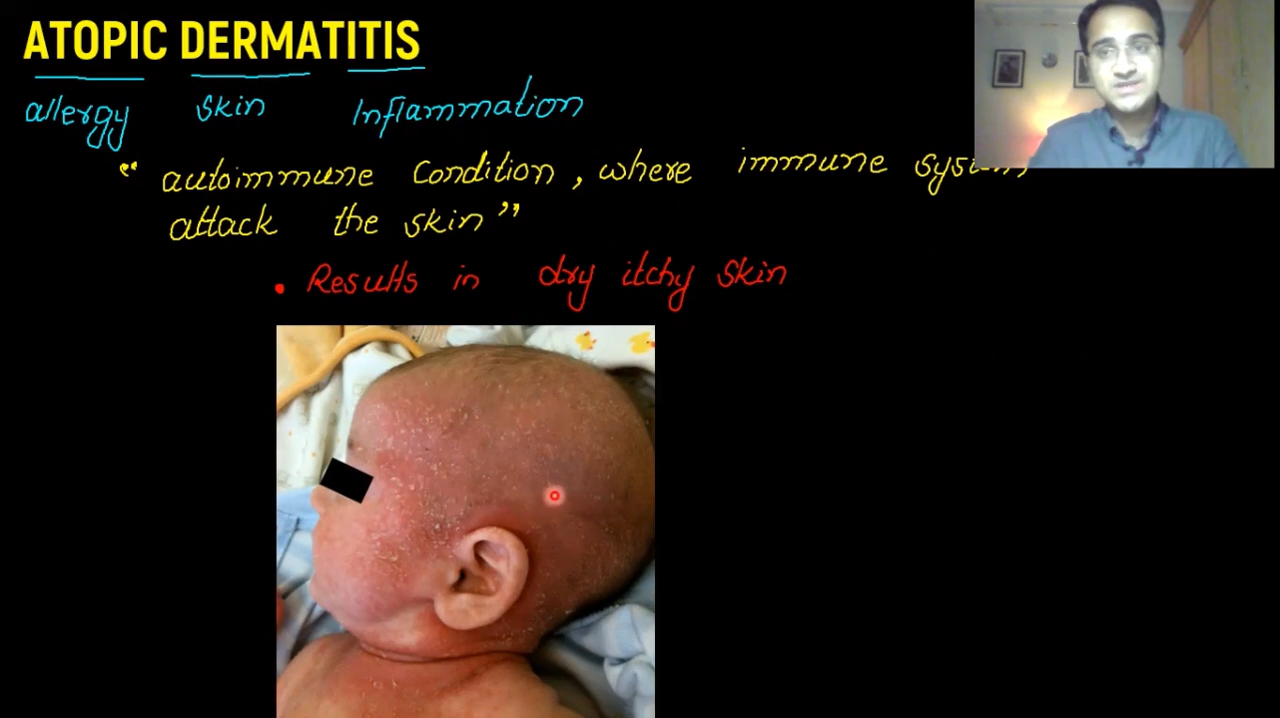 ATOPIC DERMATITIS
allergy skin Inflammation
“ autoimmune condition, where immune
attack the skin ”
• Results in dry itchy skin